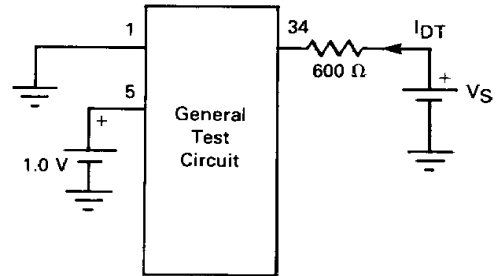 1
34
I_DT
600 Ω
+
V_S
5
+
1.0 V
General
Test
Circuit